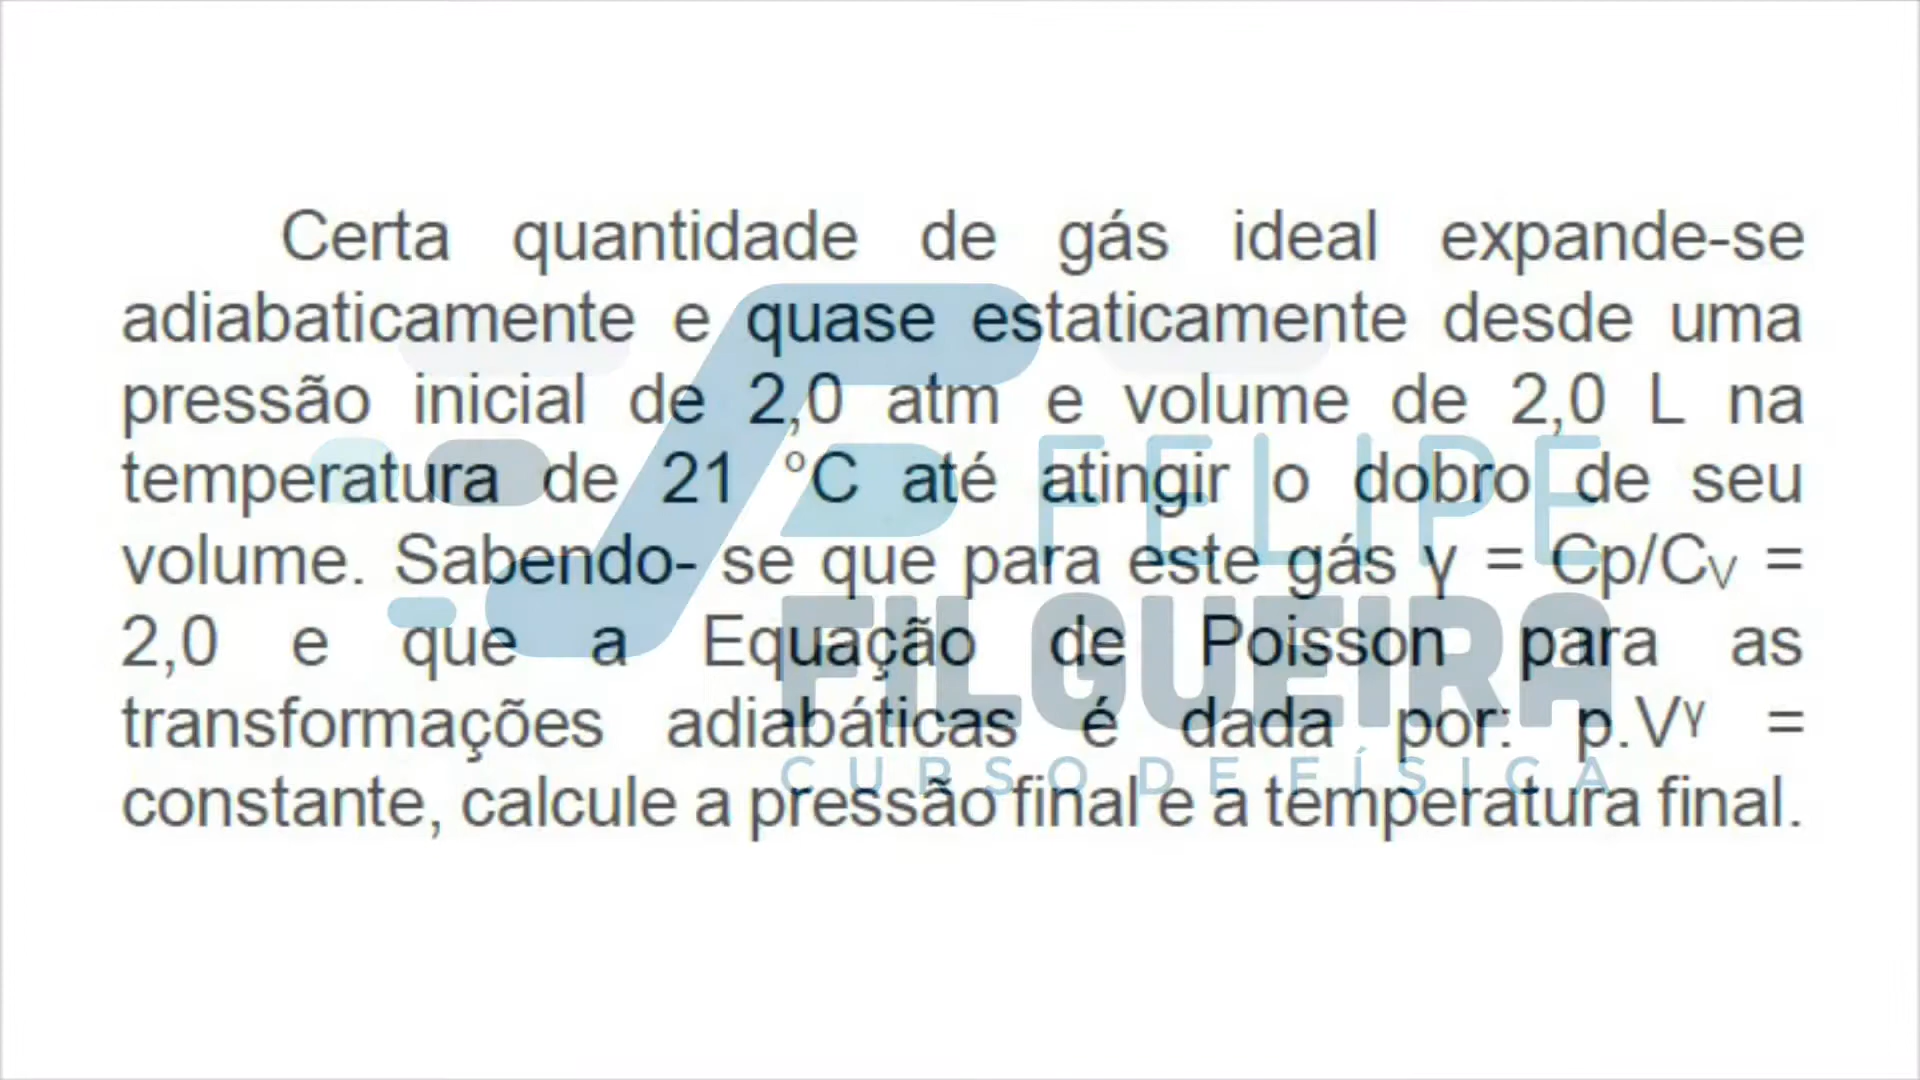 Certa quantidade de gás ideal expande-se
adiabaticamente e quase estaticamente desde uma
pressão inicial de 2,0 atm e volume de 2,0 L na
temperatura de 21 ºC até atingir o dobro de seu
volume. Sabendo- se que para este gás γ = Cp/CV =
2,0 e que a Equação de Poisson para as
transformações adiabáticas é dada por: p.Vᵞ =
constante, calcule a pressão final e a temperatura final.
FELIPE
FILGUEIRA
CURSO DE FÍSICA